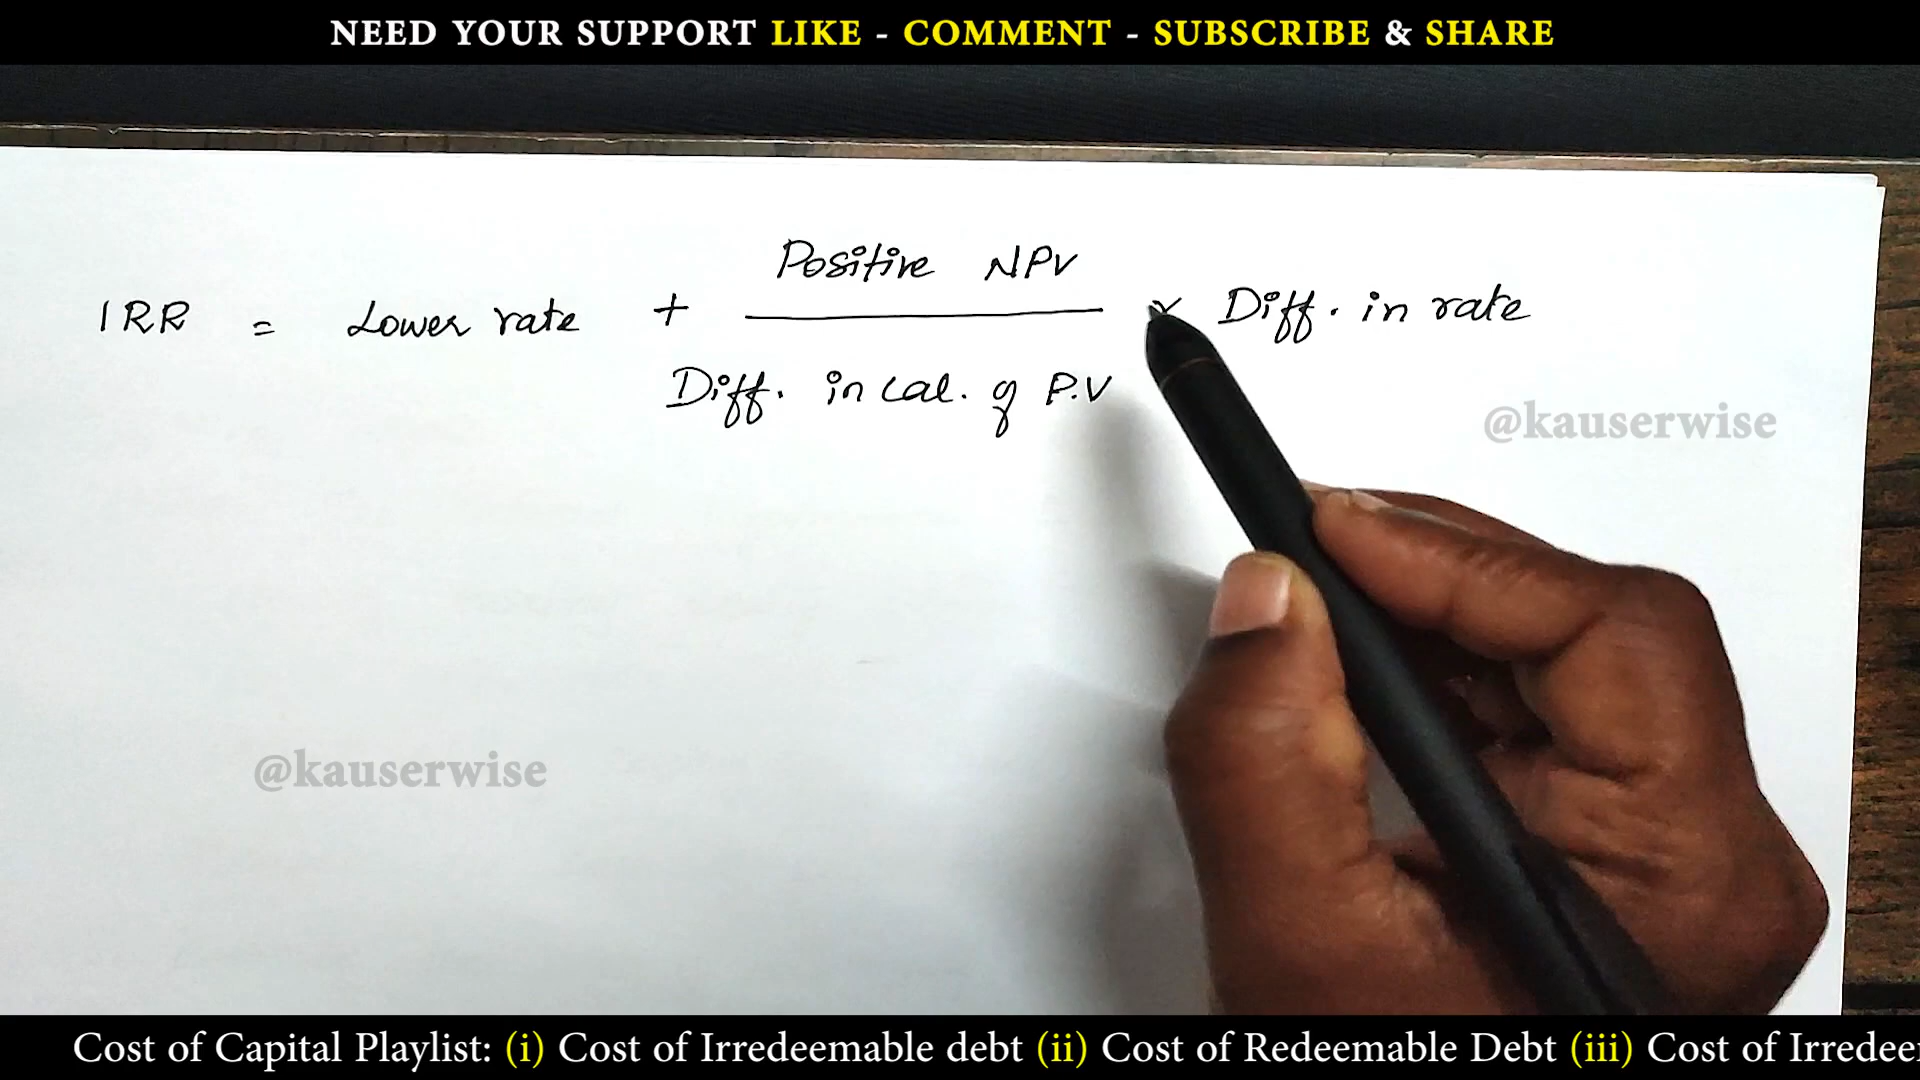 NEED YOUR SUPPORT LIKE - COMMENT - SUBSCRIBE & SHARE
Positive NPV
IRR = Lower rate + × Diff. in rate
Diff. in cal. of P.V
@kauserwise
@kauserwise
Cost of Capital Playlist: (i) Cost of Irredeemable debt (ii) Cost of Redeemable Debt (iii) Cost of Irredee